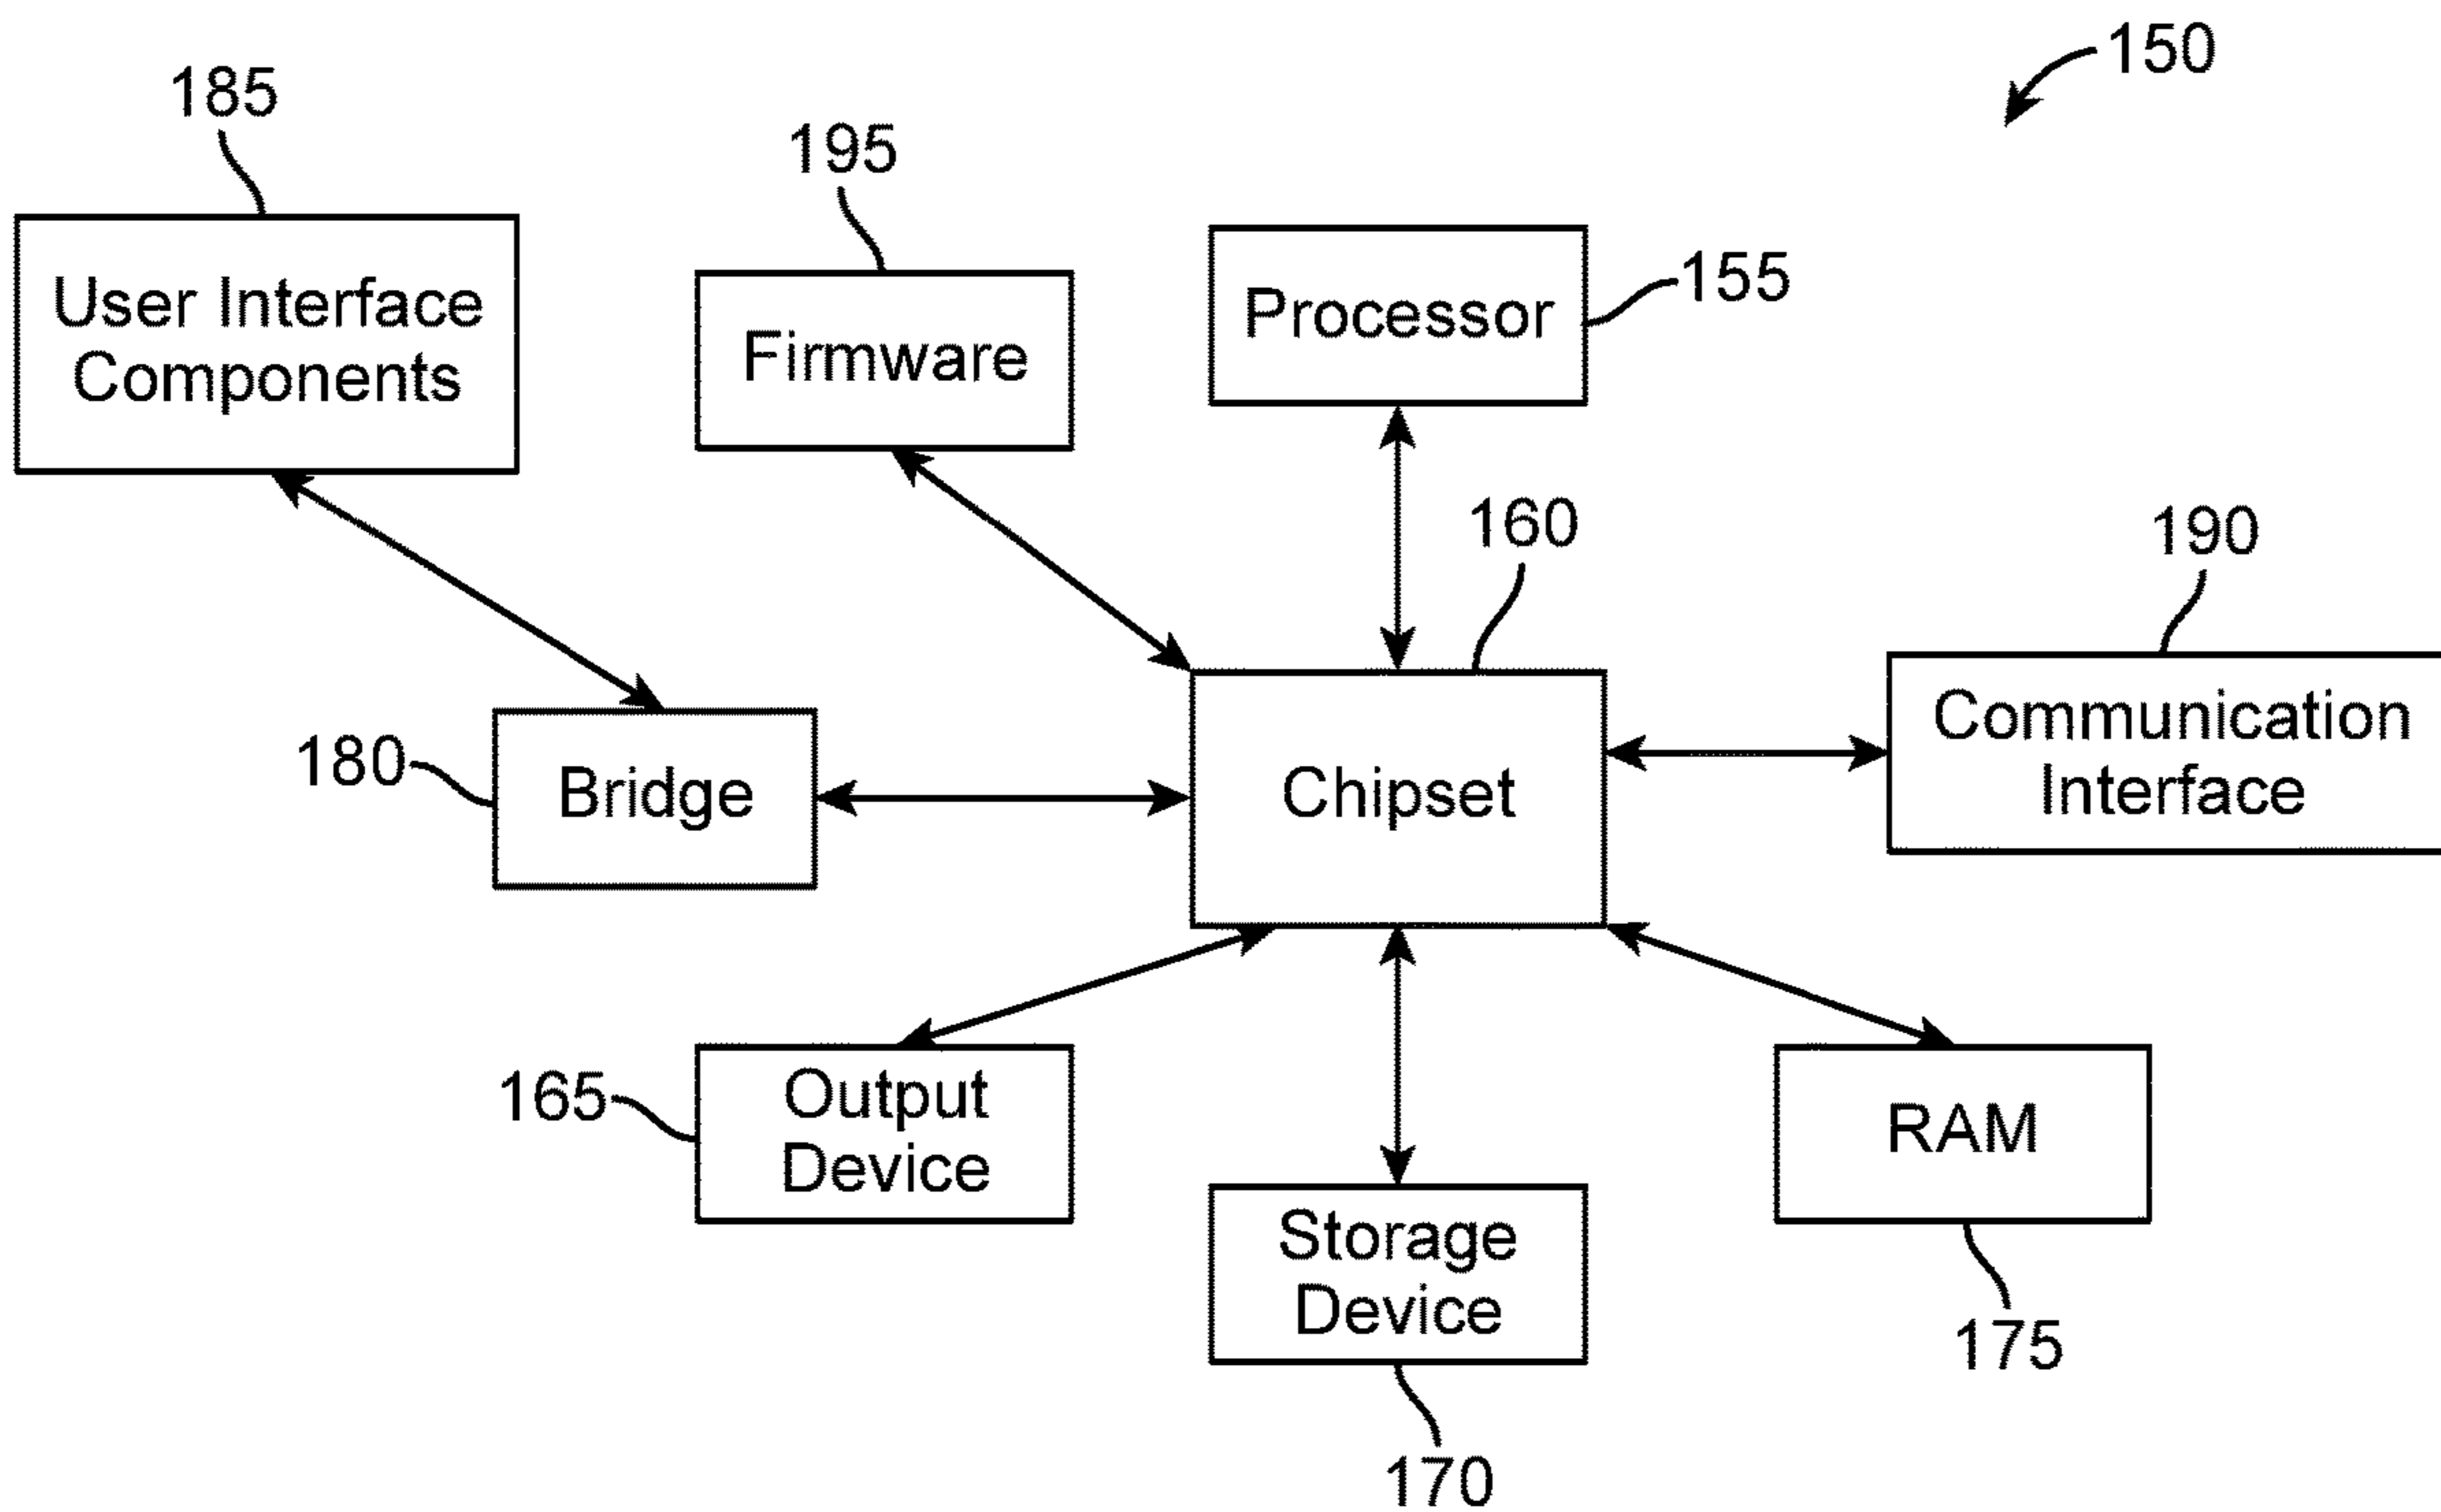 150
185
195
User Interface
Components
Firmware
Processor
155
160
190
180
Bridge
Chipset
Communication
Interface
165
Output
Device
Storage
Device
RAM
170
175